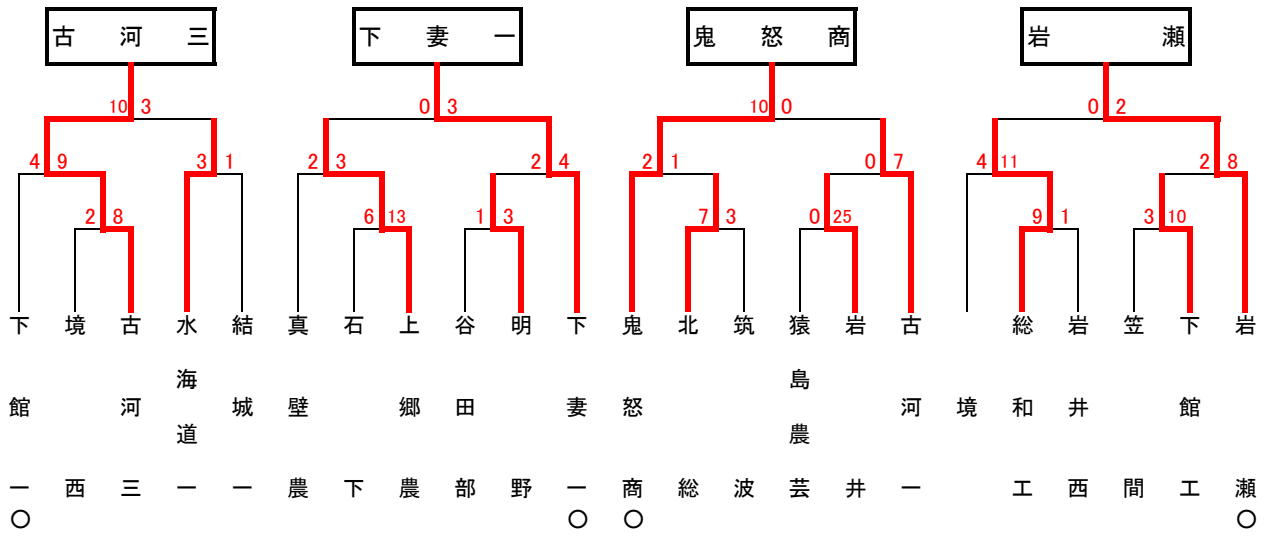 古河三
下妻一
鬼怒商
岩瀬
10 3
0 3
10 0
0 2
4 9
3 1
2 3
2 4
2 1
0 7
4 11
2 8
2 8
6 13
1 3
7 3
0 25
9 1
3 10
下館一
境西
古河三
水海道一
結城一
真壁農
石下
上郷農
谷田部
明野
下妻一
鬼怒商
北総
筑波
猿島農芸
岩井
古河一
境
総和工
岩井西
笠間
下館工
岩瀬
○
○
○
○